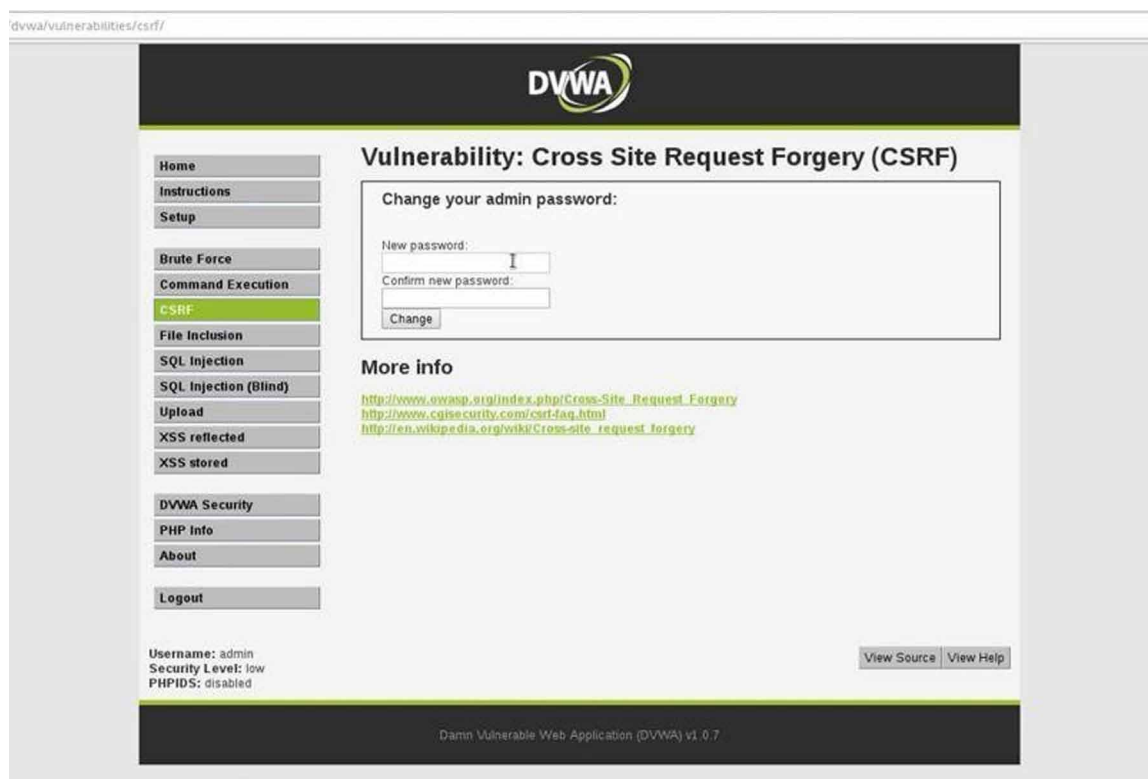 /dvwa/vulnerabilities/csrf/
DVWA
Home
Instructions
Setup
Brute Force
Command Execution
CSRF
File Inclusion
SQL Injection
SQL Injection (Blind)
Upload
XSS reflected
XSS stored
DVWA Security
PHP Info
About
Logout
Vulnerability: Cross Site Request Forgery (CSRF)
Change your admin password:
New password:
Confirm new password:
Change
More info
http://www.owasp.org/index.php/Cross-Site_Request_Forgery
http://www.cgisecurity.com/csrf-faq.html
http://en.wikipedia.org/wiki/Cross-site_request_forgery
Username: admin
Security Level: low
PHPIDS: disabled
View Source
View Help
Damn Vulnerable Web Application (DVWA) v1.0.7